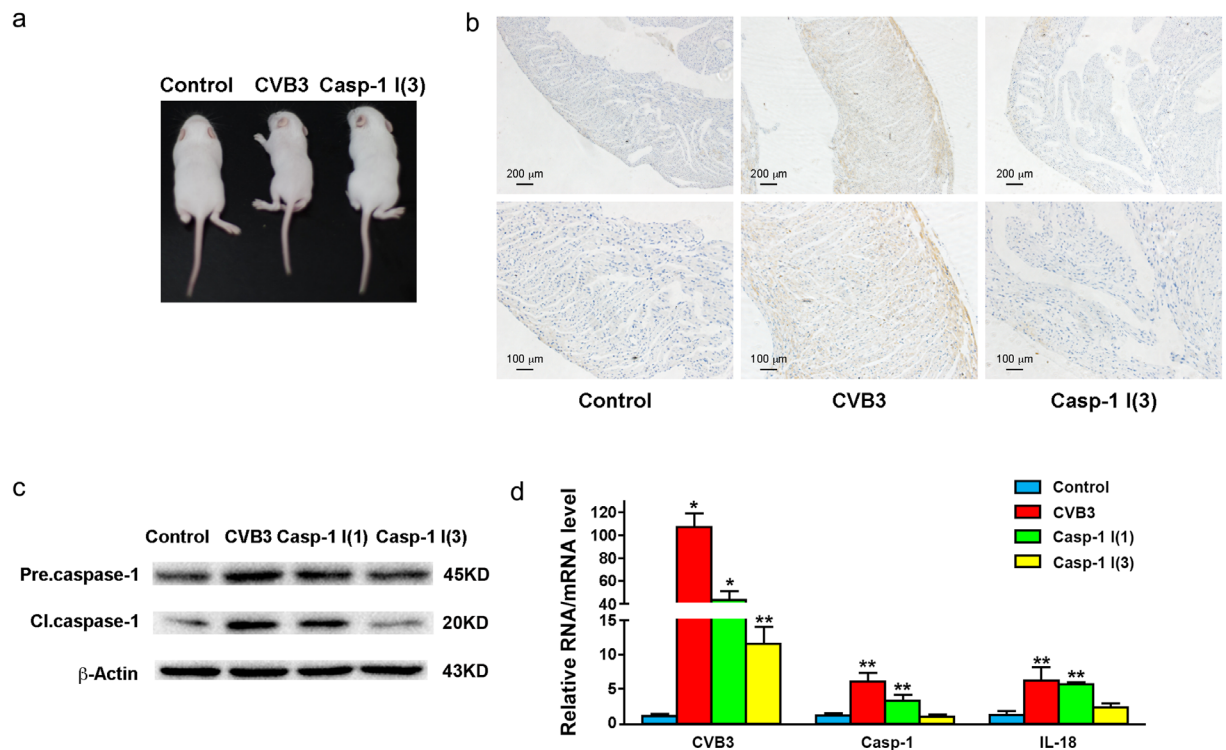 a
Control CVB3 Casp-1 I(3)
b
200 µm
200 µm
200 µm
100 µm
100 µm
100 µm
Control CVB3 Casp-1 I(3)
c
Control CVB3 Casp-1 I(1) Casp-1 I(3)
Pre.caspase-1 45KD
Cl.caspase-1 20KD
β-Actin 43KD
d
Relative RNA/mRNA level
120
100
80
60
40
15
10
5
0
* * **
** **
** **
CVB3 Casp-1 IL-18
Control
CVB3
Casp-1 I(1)
Casp-1 I(3)